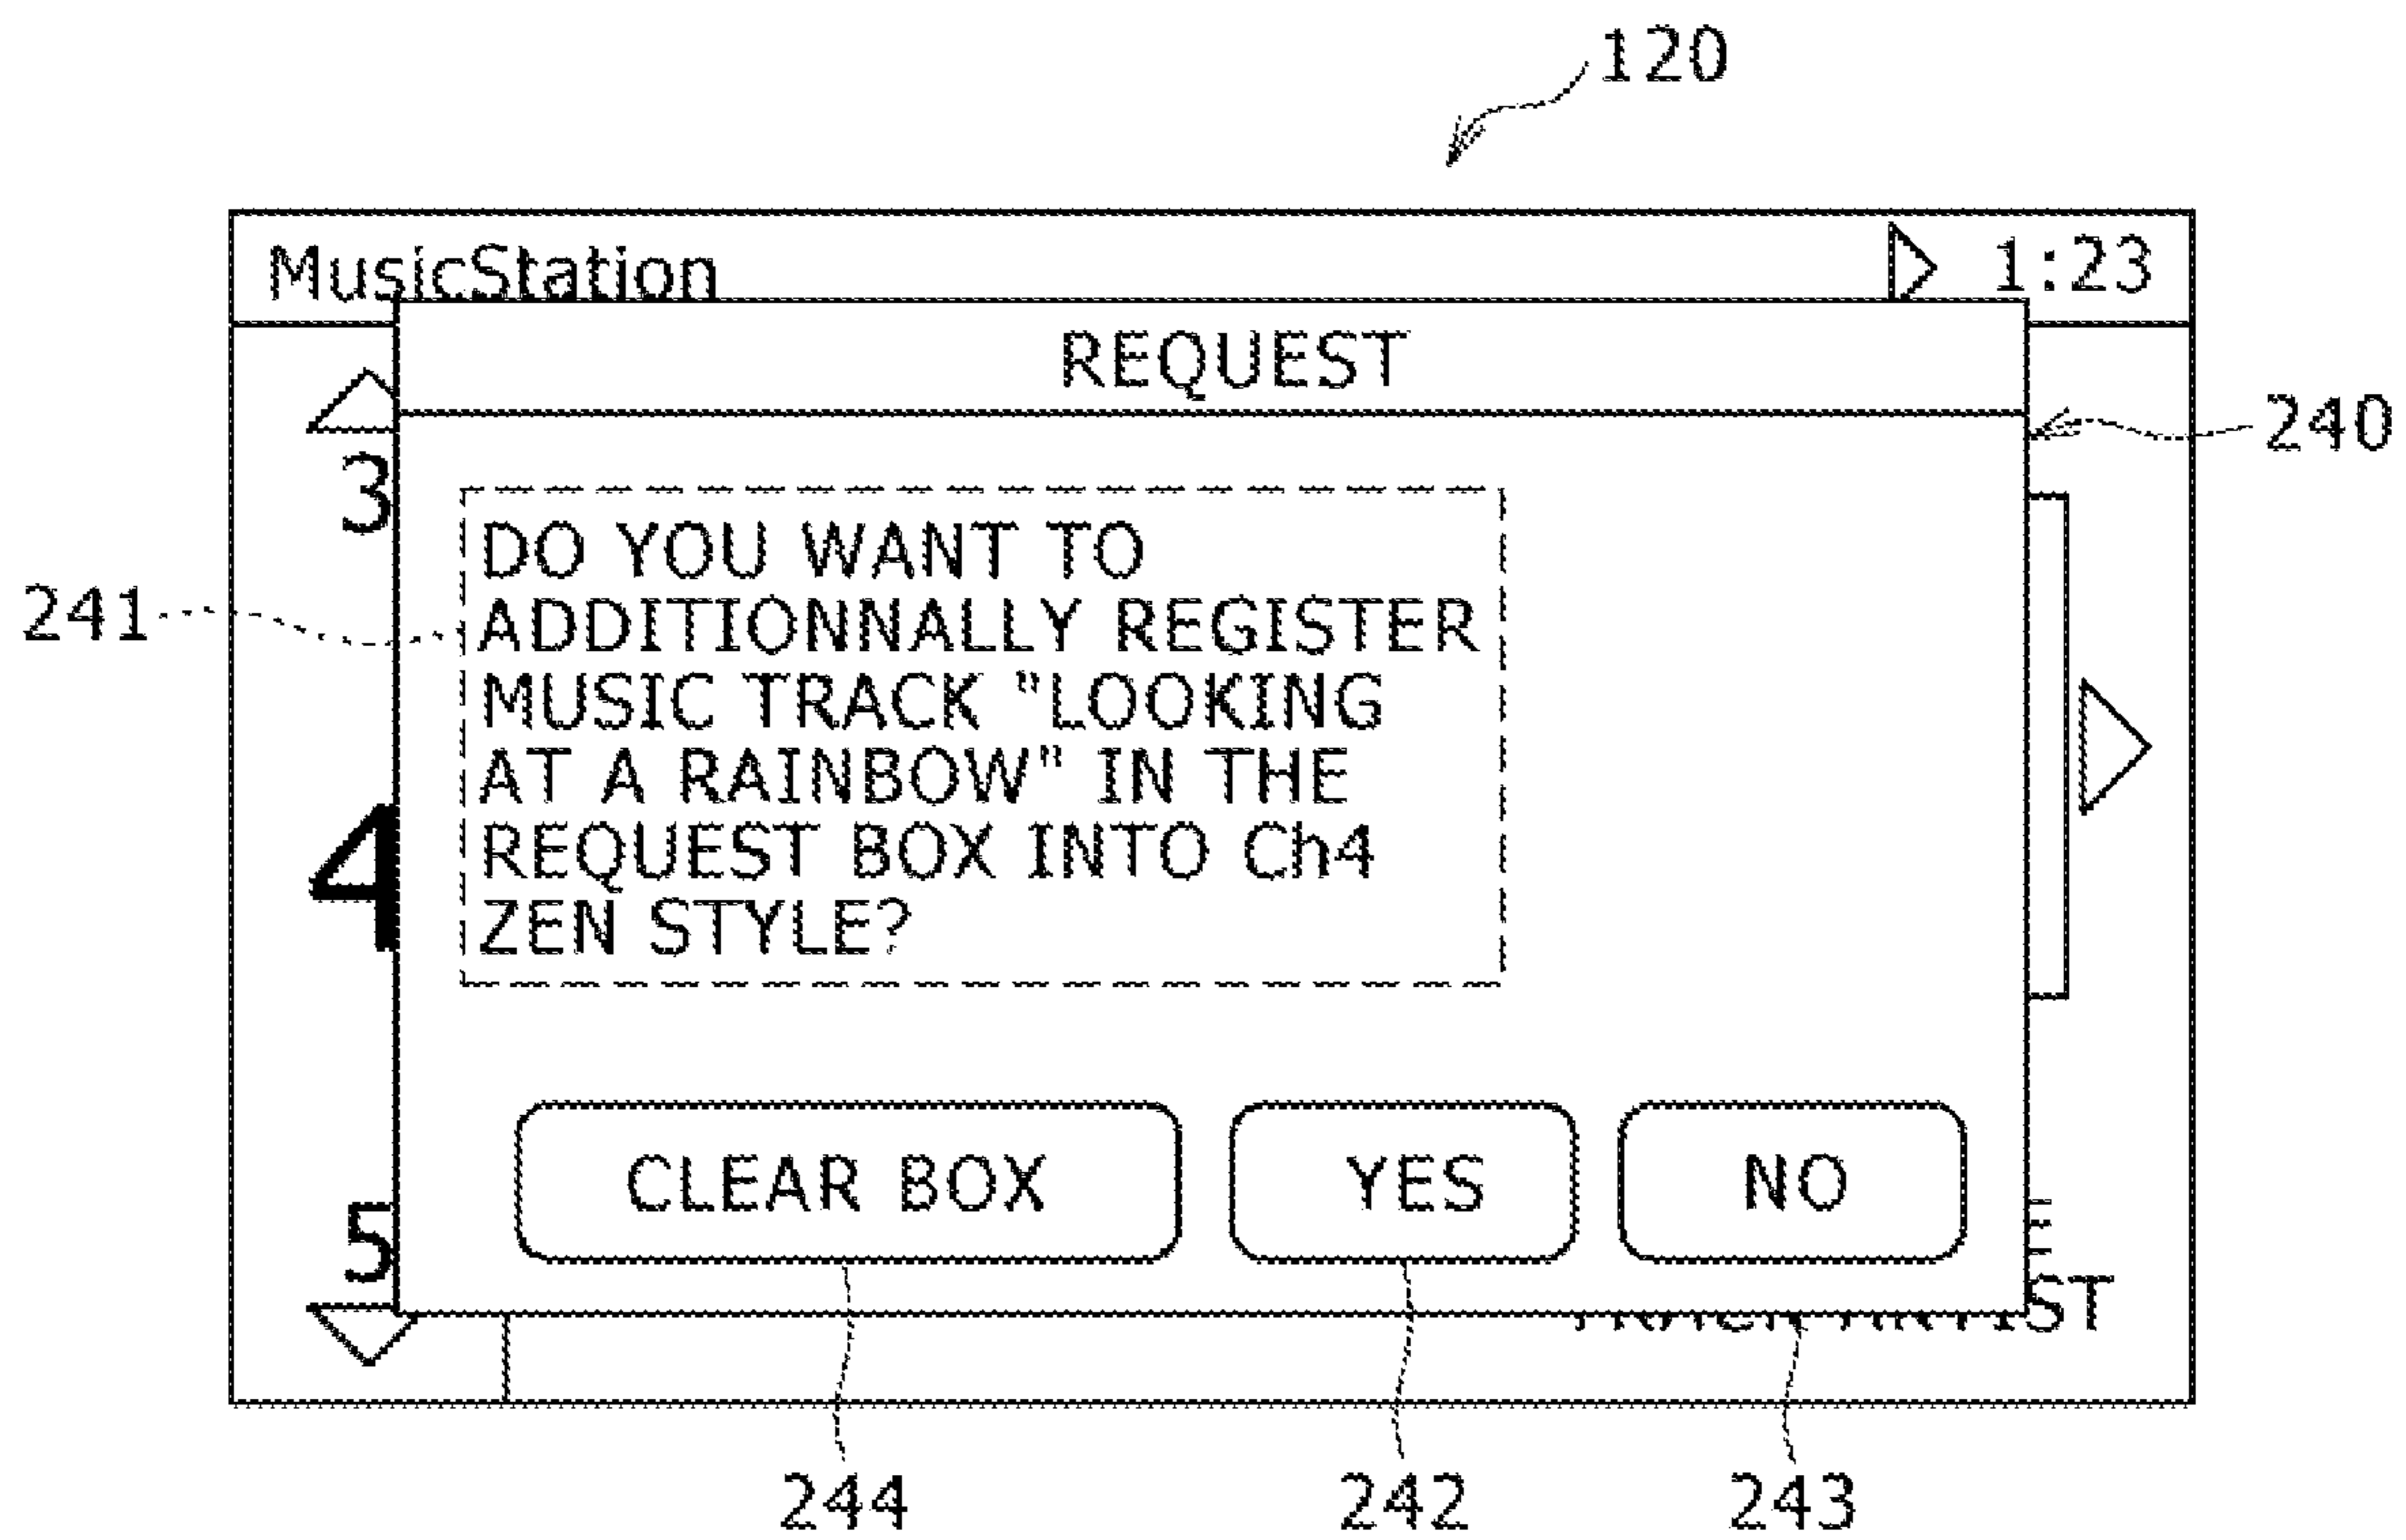 120
MusicStation
1:23
REQUEST
240
3
DO YOU WANT TO
241
ADDITIONNALLY REGISTER
MUSIC TRACK "LOOKING
AT A RAINBOW" IN THE
4
REQUEST BOX INTO Ch4
ZEN STYLE?
CLEAR BOX
YES
NO
5
244
242
243